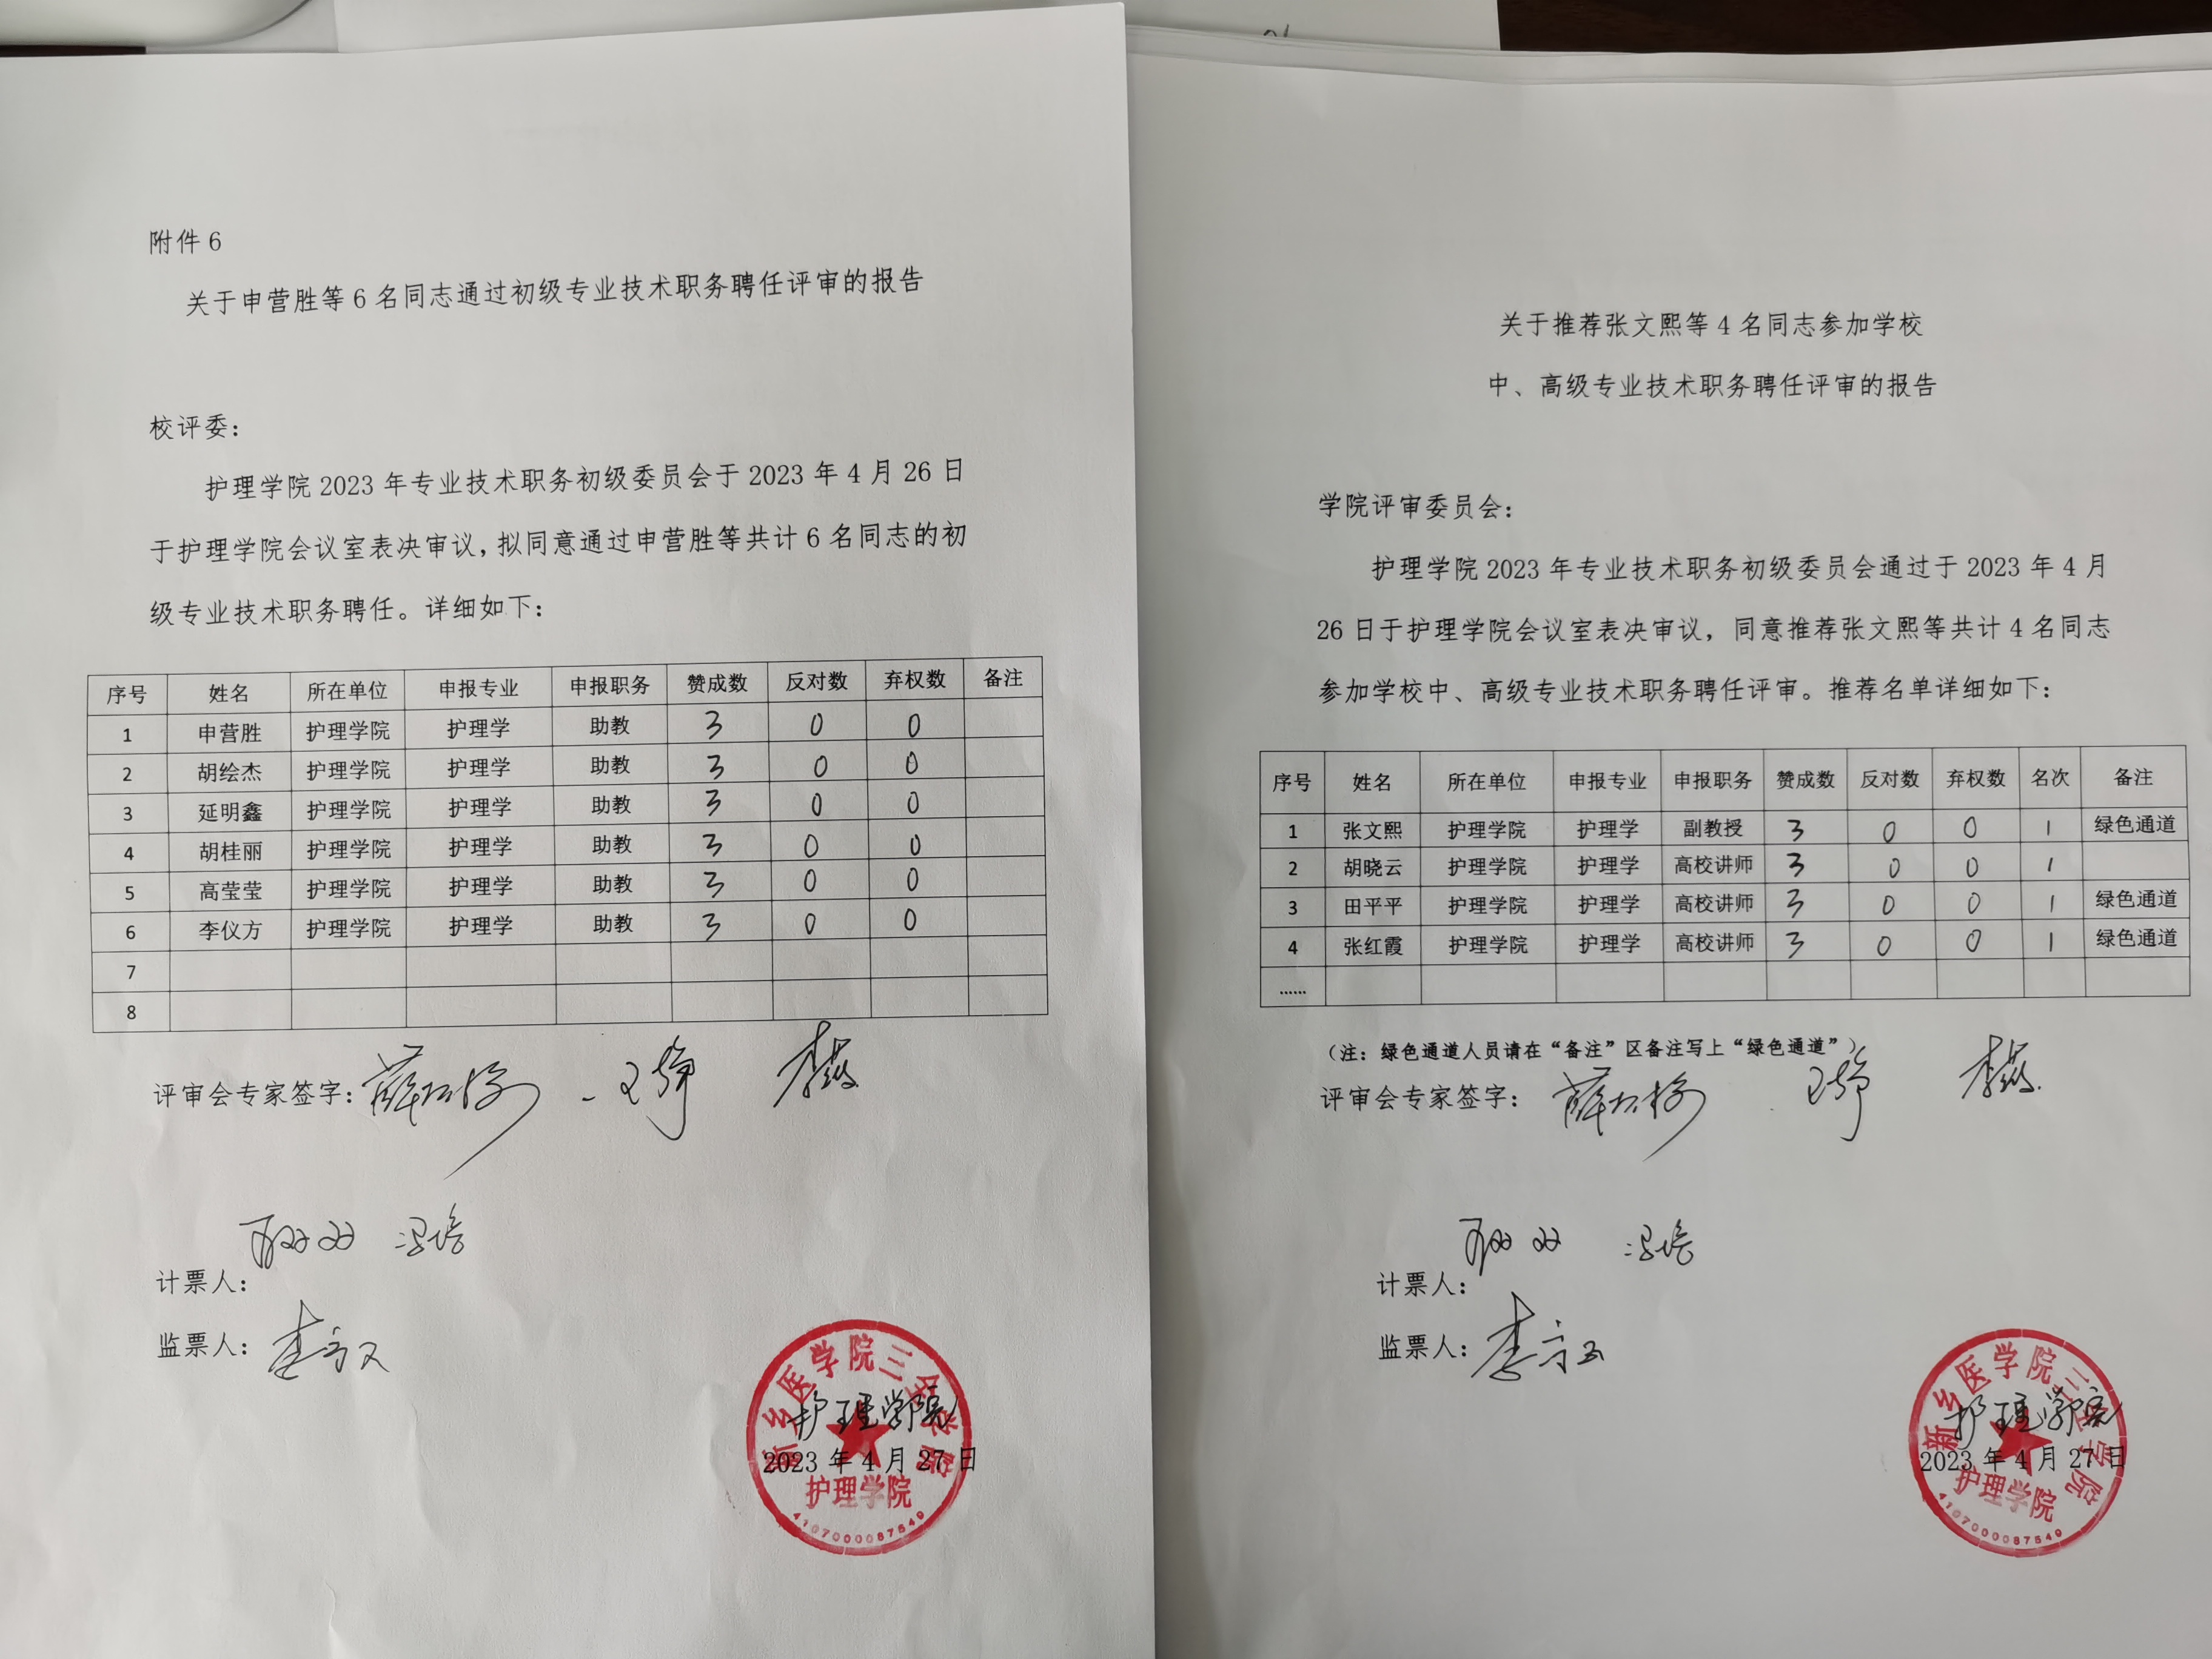 附件6
关于申营胜等6名同志通过初级专业技术职务聘任评审的报告
校评委：
护理学院2023年专业技术职务初级委员会于2023年4月26日
于护理学院会议室表决审议，拟同意通过申营胜等共计6名同志的初
级专业技术职务聘任。详细如下：
序号 姓名 所在单位 申报专业 申报职务 赞成数 反对数 弃权数 备注
1 申营胜 护理学院 护理学 助教 3 0 0
2 胡绘杰 护理学院 护理学 助教 3 0 0
3 延明鑫 护理学院 护理学 助教 3 0 0
4 胡桂丽 护理学院 护理学 助教 3 0 0
5 高莹莹 护理学院 护理学 助教 3 0 0
6 李仪方 护理学院 护理学 助教 3 0 0
7
8
评审会专家签字：
计票人：
监票人：
新乡医学院三全学院
护理学院
2023年4月27日
护理学院
4107000087549
关于推荐张文熙等4名同志参加学校
中、高级专业技术职务聘任评审的报告
学院评审委员会：
护理学院2023年专业技术职务初级委员会通过于2023年4月
26日于护理学院会议室表决审议，同意推荐张文熙等共计4名同志
参加学校中、高级专业技术职务聘任评审。推荐名单详细如下：
序号 姓名 所在单位 申报专业 申报职务 赞成数 反对数 弃权数 名次 备注
1 张文熙 护理学院 护理学 副教授 3 0 0 1 绿色通道
2 胡晓云 护理学院 护理学 高校讲师 3 0 0 1
3 田平平 护理学院 护理学 高校讲师 3 0 0 1 绿色通道
4 张红霞 护理学院 护理学 高校讲师 3 0 0 1 绿色通道
……
（注：绿色通道人员请在“备注”区备注写上“绿色通道”）
评审会专家签字：
计票人：
监票人：
新乡医学院三全学院
护理学院
2023年4月27日
护理学院
4107000087549